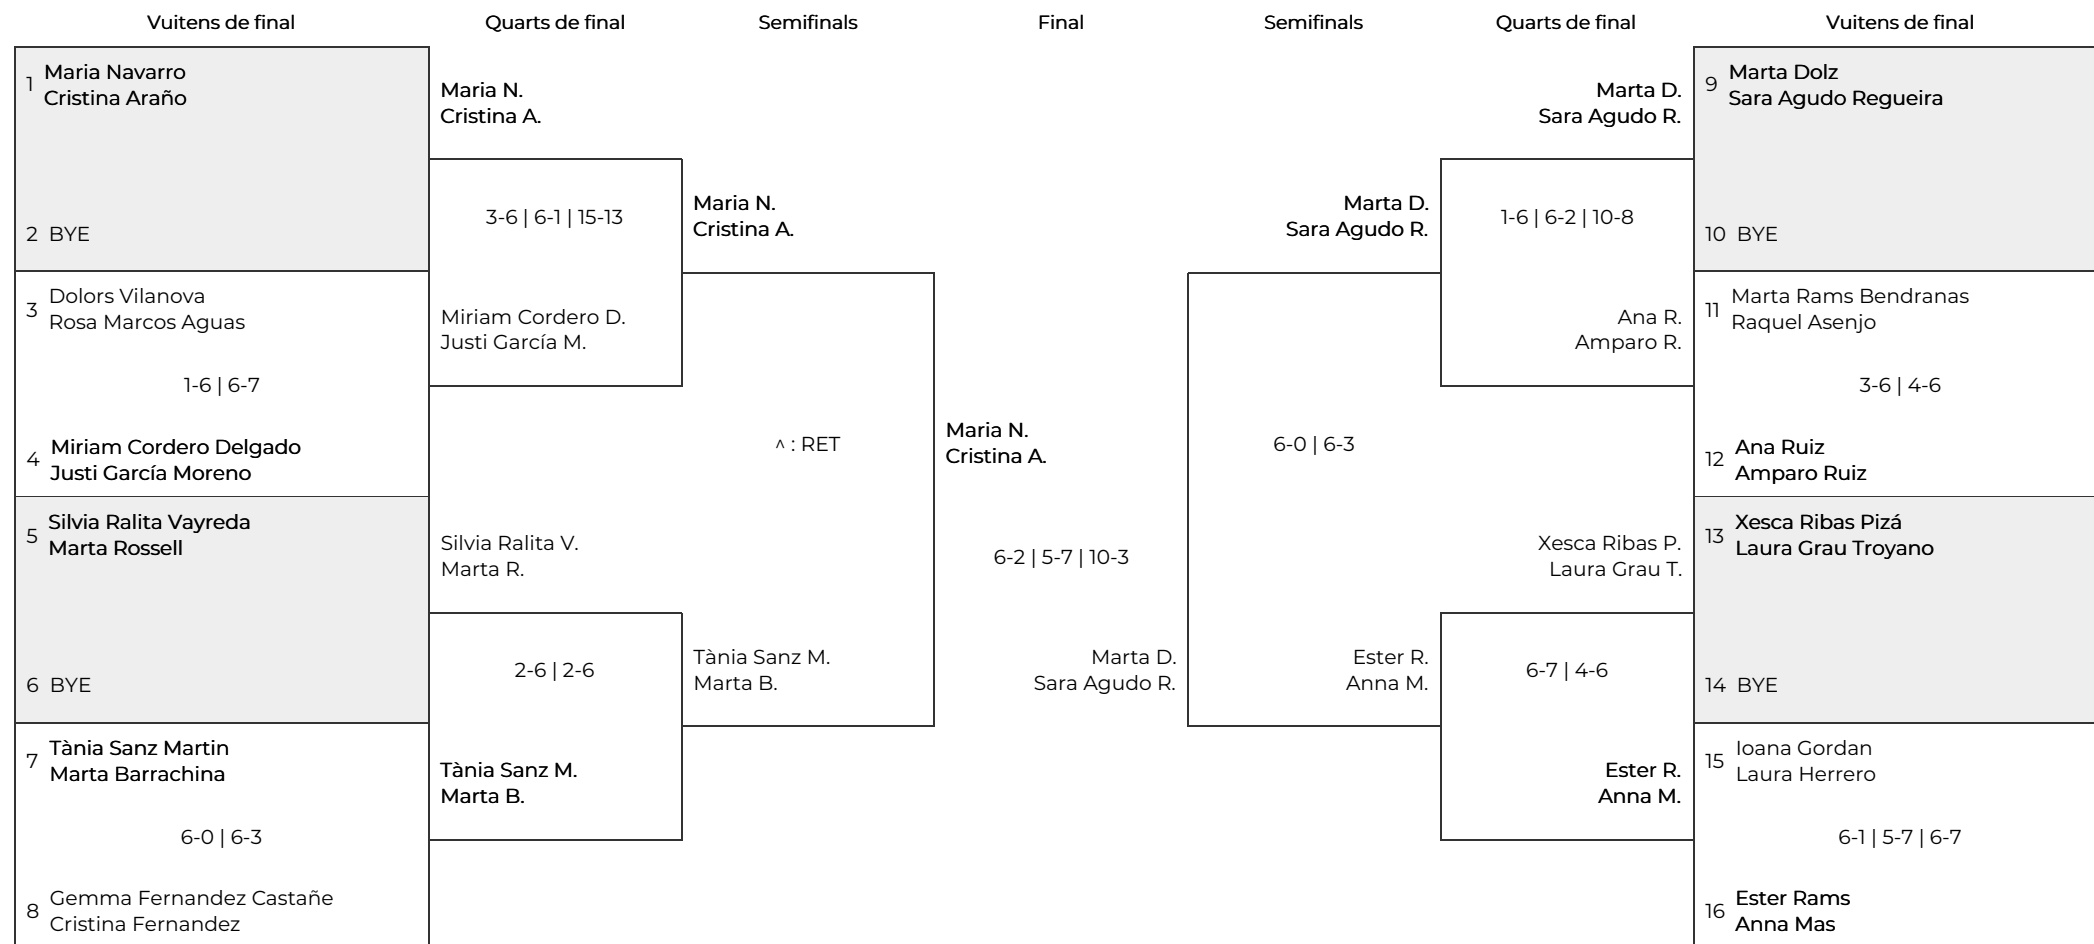 Vuitens de final
Quarts de final
Semifinals
Final
Semifinals
Quarts de final
Vuitens de final
1 Maria Navarro
Cristina Araño
2 BYE
3 Dolors Vilanova
Rosa Marcos Aguas
1-6 | 6-7
4 Miriam Cordero Delgado
Justi García Moreno
5 Silvia Ralita Vayreda
Marta Rossell
6 BYE
7 Tània Sanz Martin
Marta Barrachina
6-0 | 6-3
8 Gemma Fernandez Castañe
Cristina Fernandez
Maria N.
Cristina A.
3-6 | 6-1 | 15-13
Miriam Cordero D.
Justi García M.
Silvia Ralita V.
Marta R.
2-6 | 2-6
Tània Sanz M.
Marta B.
Maria N.
Cristina A.
^ : RET
Tània Sanz M.
Marta B.
Maria N.
Cristina A.
6-2 | 5-7 | 10-3
Marta D.
Sara Agudo R.
Marta D.
Sara Agudo R.
6-0 | 6-3
Ester R.
Anna M.
Marta D.
Sara Agudo R.
1-6 | 6-2 | 10-8
Ana R.
Amparo R.
Xesca Ribas P.
Laura Grau T.
6-7 | 4-6
Ester R.
Anna M.
9 Marta Dolz
Sara Agudo Regueira
10 BYE
11 Marta Rams Bendranas
Raquel Asenjo
3-6 | 4-6
12 Ana Ruiz
Amparo Ruiz
13 Xesca Ribas Pizá
Laura Grau Troyano
14 BYE
15 Ioana Gordan
Laura Herrero
6-1 | 5-7 | 6-7
16 Ester Rams
Anna Mas